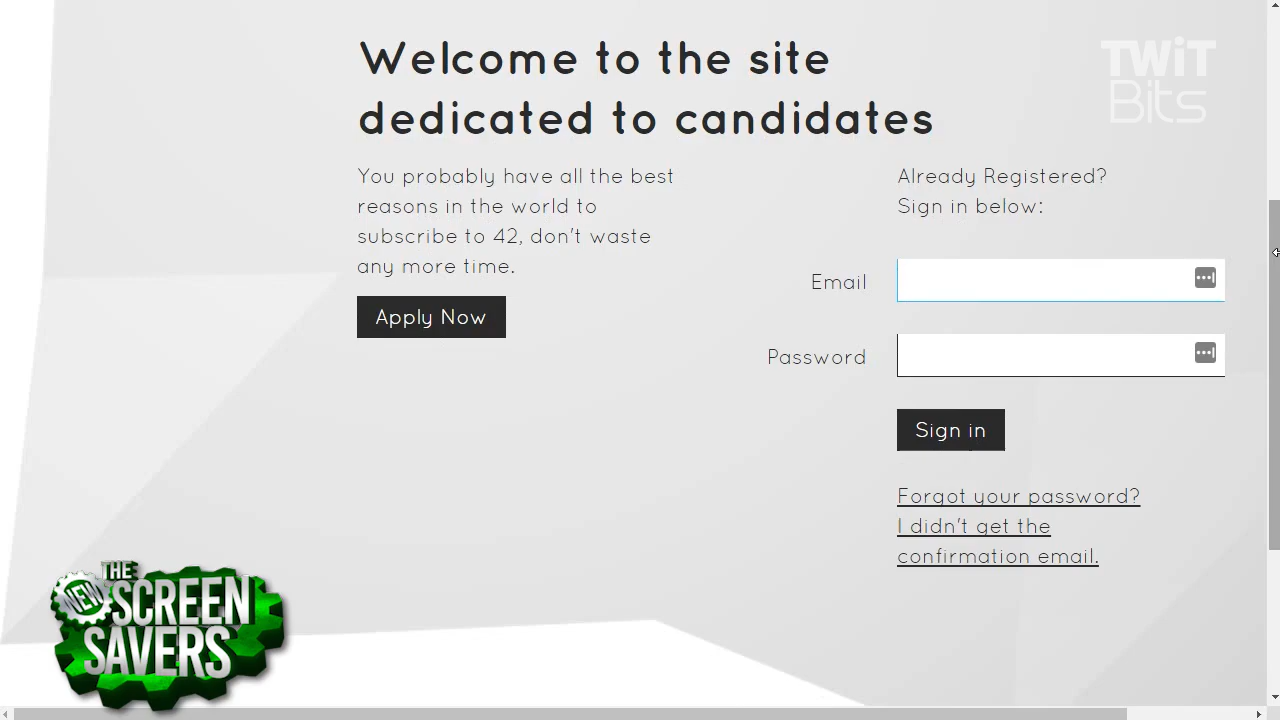 Welcome to the site
dedicated to candidates
TWiT
Bits
You probably have all the best
reasons in the world to
subscribe to 42, don't waste
any more time.
Apply Now
Already Registered?
Sign in below:
Email
Password
Sign in
Forgot your password?
I didn't get the
confirmation email.
THE
NEW
SCREEN
SAVERS